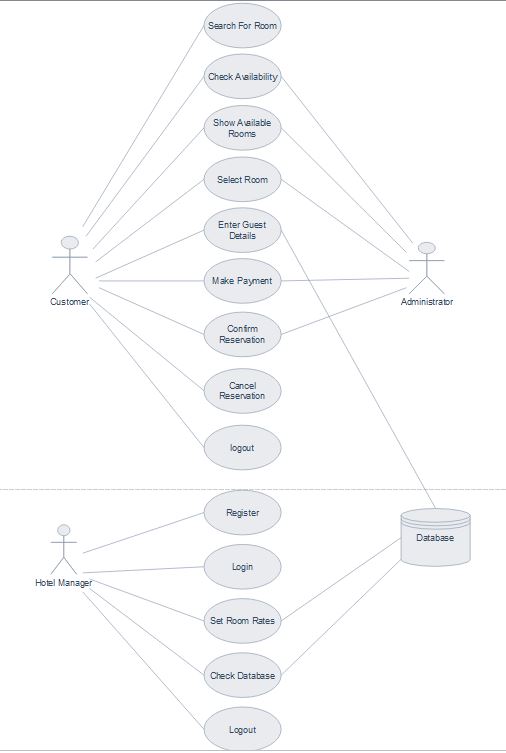 Search For Room
Check Availability
Show Available
Rooms
Select Room
Enter Guest
Details
Make Payment
Customer
Administrator
Confirm
Reservation
Cancel
Reservation
logout
Register
Database
Login
Hotel Manager
Set Room Rates
Check Database
Logout